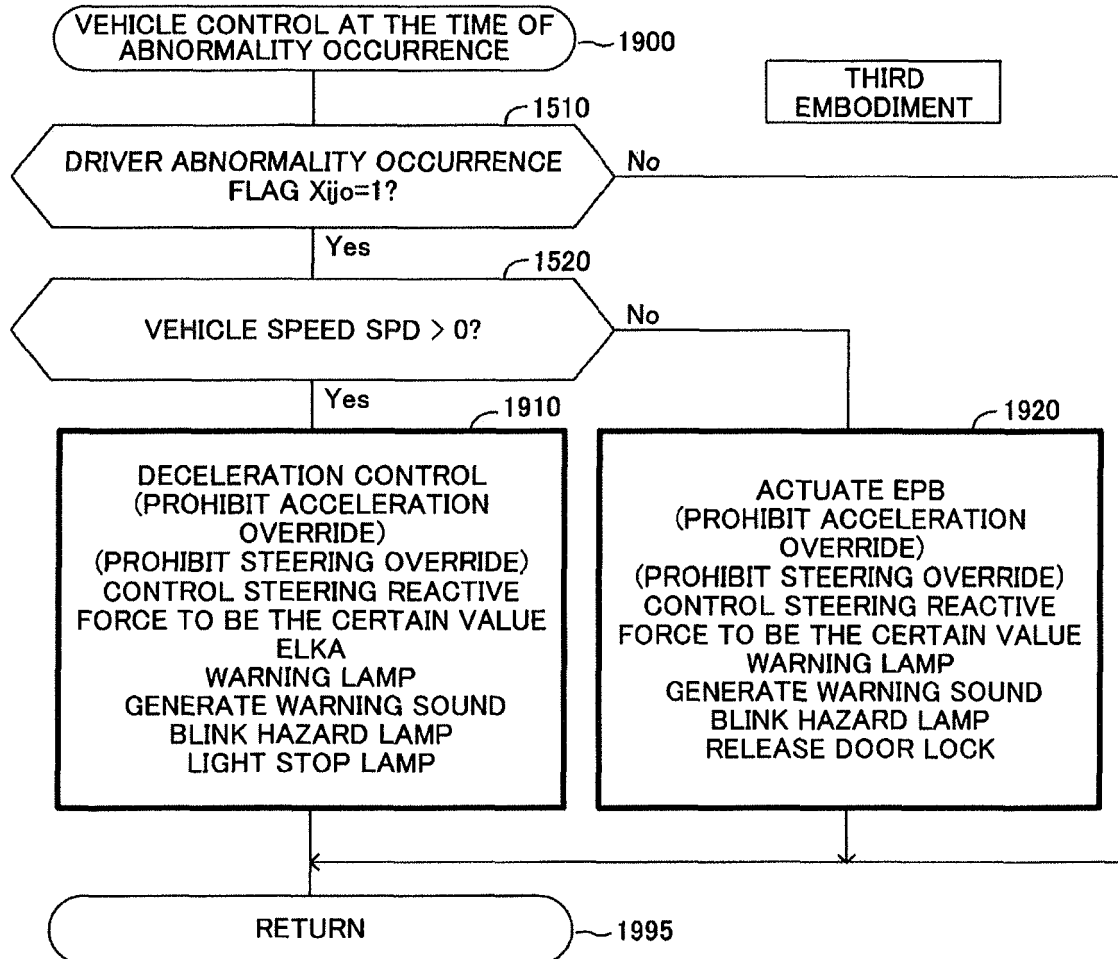 VEHICLE CONTROL AT THE TIME OF
ABNORMALITY OCCURRENCE
1900
THIRD
EMBODIMENT
1510
DRIVER ABNORMALITY OCCURRENCE
FLAG Xijo=1?
No
Yes
1520
VEHICLE SPEED SPD > 0?
No
Yes
1910
DECELERATION CONTROL
(PROHIBIT ACCELERATION
OVERRIDE)
(PROHIBIT STEERING OVERRIDE)
CONTROL STEERING REACTIVE
FORCE TO BE THE CERTAIN VALUE
ELKA
WARNING LAMP
GENERATE WARNING SOUND
BLINK HAZARD LAMP
LIGHT STOP LAMP
1920
ACTUATE EPB
(PROHIBIT ACCELERATION
OVERRIDE)
(PROHIBIT STEERING OVERRIDE)
CONTROL STEERING REACTIVE
FORCE TO BE THE CERTAIN VALUE
WARNING LAMP
GENERATE WARNING SOUND
BLINK HAZARD LAMP
RELEASE DOOR LOCK
RETURN
1995